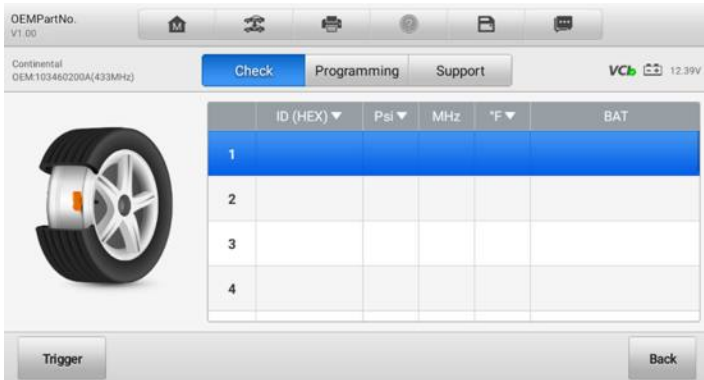 OEMPartNo.
V1.00
M
?
Continental
OEM:103460200A(433MHz)
Check Programming Support
VCI 12.39V
ID (HEX) ▼ Psi ▼ MHz °F ▼ BAT
1
2
3
4
Trigger Back